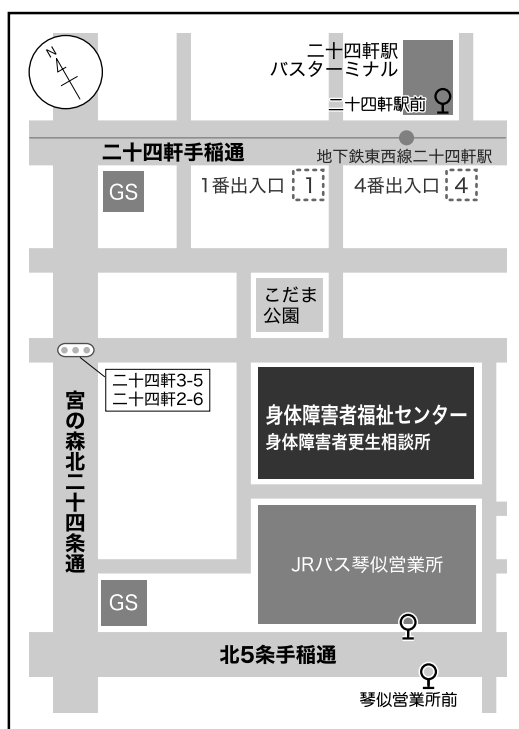 N
二十四軒駅
バスターミナル
二十四軒駅前
二十四軒手稲通
地下鉄東西線二十四軒駅
GS
1番出入口 1
4番出入口 4
こだま
公園
二十四軒3-5
二十四軒2-6
宮の森北二十四条通
身体障害者福祉センター
身体障害者更生相談所
JRバス琴似営業所
GS
北5条手稲通
琴似営業所前